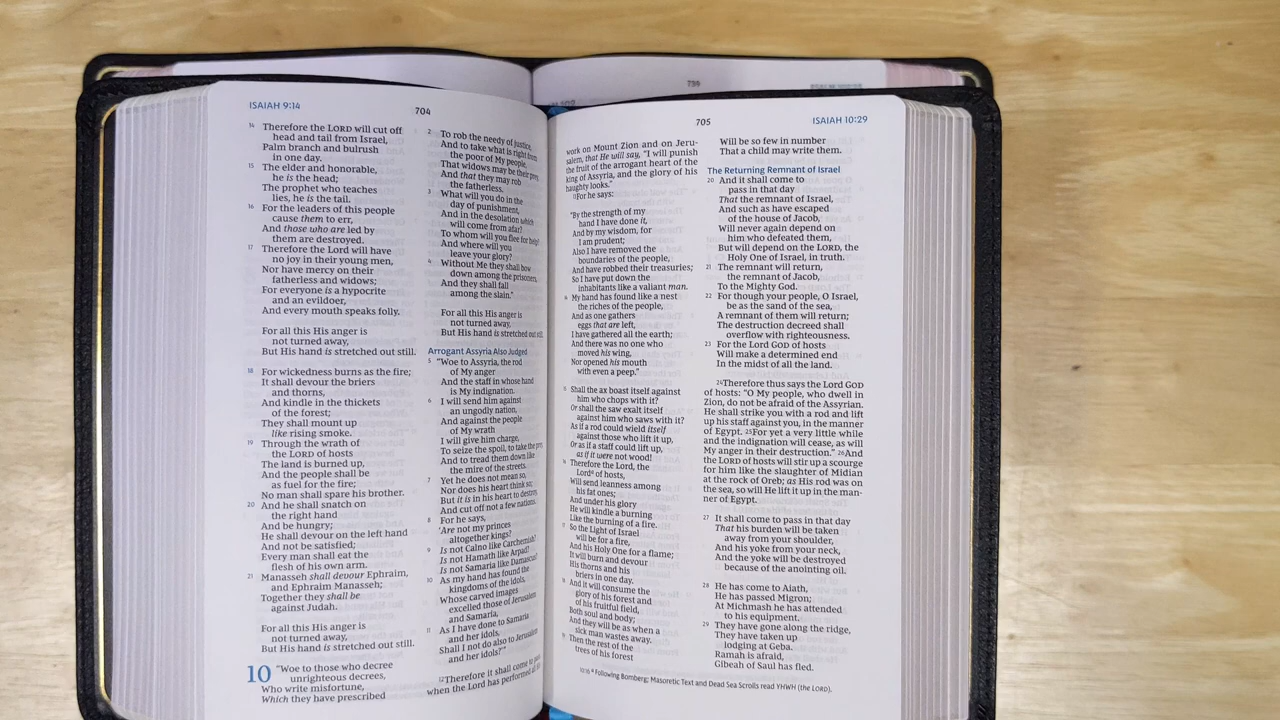 739
ISAIAH 9:14
704
14 Therefore the LORD will cut off
head and tail from Israel,
Palm branch and bulrush
in one day.
15 The elder and honorable,
he is the head;
The prophet who teaches
lies, he is the tail.
16 For the leaders of this people
cause them to err,
And those who are led by
them are destroyed.
17 Therefore the Lord will have
no joy in their young men,
Nor have mercy on their
fatherless and widows;
For everyone is a hypocrite
and an evildoer,
And every mouth speaks folly.
For all this His anger is
not turned away,
But His hand is stretched out still.
18 For wickedness burns as the fire;
It shall devour the briers
and thorns,
And kindle in the thickets
of the forest;
They shall mount up
like rising smoke.
19 Through the wrath of
the LORD of hosts
The land is burned up,
And the people shall be
as fuel for the fire;
No man shall spare his brother.
20 And he shall snatch on
the right hand
And be hungry;
He shall devour on the left hand
And not be satisfied;
Every man shall eat the
flesh of his own arm.
21 Manasseh shall devour Ephraim,
and Ephraim Manasseh;
Together they shall be
against Judah.
For all this His anger is
not turned away,
But His hand is stretched out still.
10 "Woe to those who decree
unrighteous decrees,
Who write misfortune,
Which they have prescribed
2 To rob the needy of justice,
And to take what is right from
the poor of My people,
That widows may be their prey,
And that they may rob
the fatherless.
3 What will you do in the
day of punishment,
And in the desolation which
will come from afar?
To whom will you flee for help?
And where will you
leave your glory?
4 Without Me they shall bow
down among the prisoners,
And they shall fall
among the slain."
For all this His anger is
not turned away,
But His hand is stretched out still.
Arrogant Assyria Also Judged
5 "Woe to Assyria, the rod
of My anger
And the staff in whose hand
is My indignation.
6 I will send him against
an ungodly nation,
And against the people
of My wrath
I will give him charge,
To seize the spoil, to take the
And to tread them down like
the mire of the streets.
7 Yet he does not mean so,
Nor does his heart think so;
But it is in his heart to destroy,
And cut off not a few nations.
8 For he says,
'Are not my princes
altogether kings?
9 Is not Calno like Carchemish?
Is not Hamath like Arpad?
Is not Samaria like Damascus?
10 As my hand has found the
kingdoms of the idols,
Whose carved images
excelled those of Jerusalem
and Samaria,
11 As I have done to Samaria
and her idols,
Shall I not do also to Jerusalem
and her idols?'"
12 Therefore it shall come to
when the Lord has performed
705
ISAIAH 10:29
work on Mount Zion and on Jeru-
salem, that He will say, "I will punish
the fruit of the arrogant heart of the
king of Assyria, and the glory of his
haughty looks."
13 For he says:
"By the strength of my
hand I have done it,
And by my wisdom, for
I am prudent;
Also I have removed the
boundaries of the people,
And have robbed their treasuries;
So I have put down the
inhabitants like a valiant man.
My hand has found like a nest
the riches of the people,
And as one gathers
eggs that are left,
I have gathered all the earth;
And there was no one who
moved his wing,
Nor opened his mouth
with even a peep."
Shall the ax boast itself against
him who chops with it?
Or shall the saw exalt itself
against him who saws with it?
As if a rod could wield itself
against those who lift it up,
Or as if a staff could lift up,
as if it were not wood!
Therefore the Lord, the
Lord of hosts,
Will send leanness among
his fat ones;
And under his glory
He will kindle a burning
Like the burning of a fire.
So the Light of Israel
will be for a fire,
And his Holy One for a flame;
It will burn and devour
His thorns and his
briers in one day.
And it will consume the
glory of his forest and
of his fruitful field,
Both soul and body;
And they will be as when a
sick man wastes away.
Then the rest of the
trees of his forest
Will be so few in number
That a child may write them.
The Returning Remnant of Israel
20 And it shall come to
pass in that day
That the remnant of Israel,
And such as have escaped
of the house of Jacob,
Will never again depend on
him who defeated them,
But will depend on the LORD, the
Holy One of Israel, in truth.
21 The remnant will return,
the remnant of Jacob,
To the Mighty God.
22 For though your people, O Israel,
be as the sand of the sea,
A remnant of them will return;
The destruction decreed shall
overflow with righteousness.
23 For the Lord GOD of hosts
Will make a determined end
In the midst of all the land.
24 Therefore thus says the Lord GOD
of hosts: "O My people, who dwell in
Zion, do not be afraid of the Assyrian.
He shall strike you with a rod and lift
up his staff against you, in the manner
of Egypt. 25 For yet a very little while
and the indignation will cease, as will
My anger in their destruction." 26 And
the LORD of hosts will stir up a scourge
for him like the slaughter of Midian
at the rock of Oreb; as His rod was on
the sea, so will He lift it up in the man-
ner of Egypt.
27 It shall come to pass in that day
That his burden will be taken
away from your shoulder,
And his yoke from your neck,
And the yoke will be destroyed
because of the anointing oil.
28 He has come to Aiath,
He has passed Migron;
At Michmash he has attended
to his equipment.
29 They have gone along the ridge,
They have taken up
lodging at Geba.
Ramah is afraid,
Gibeah of Saul has fled.
10:16 a Following Bomberg; Masoretic Text and Dead Sea Scrolls read YHWH (the LORD).